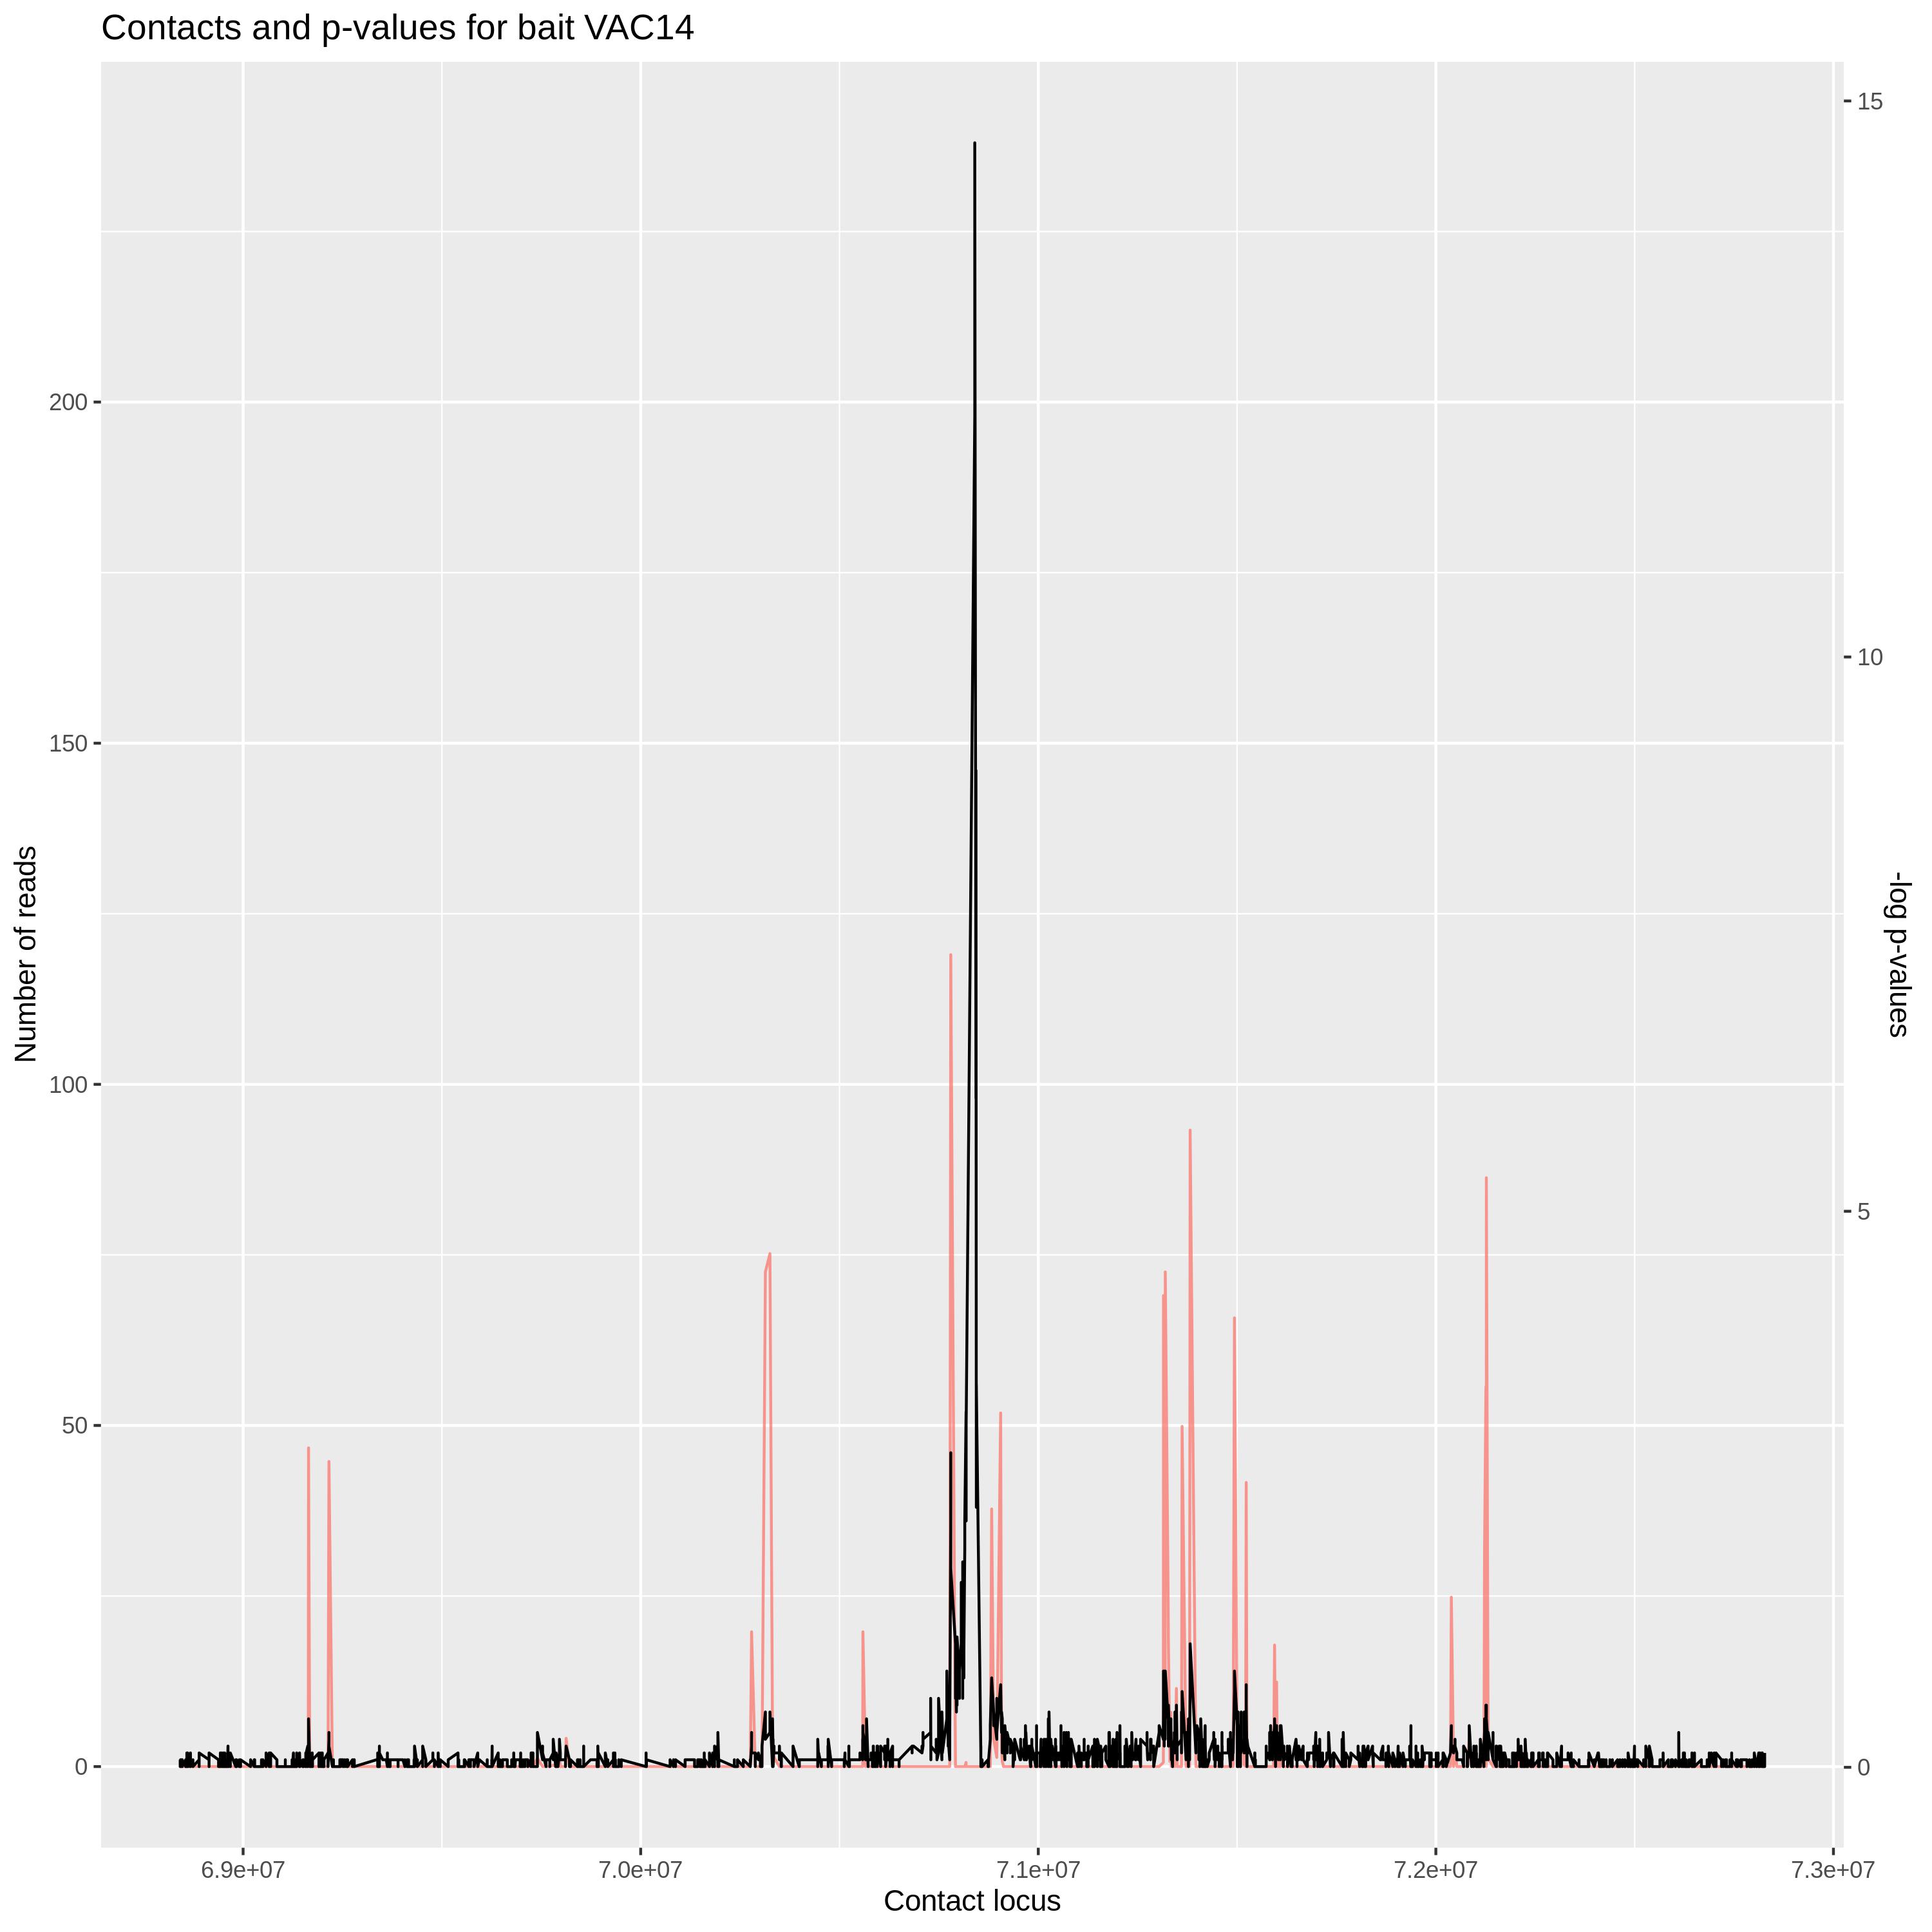 Contacts and p-values for bait VAC14
Number of reads
200
150
100
50
0
15
10
5
0
-log p-values
6.9e+07
7.0e+07
7.1e+07
7.2e+07
7.3e+07
Contact locus